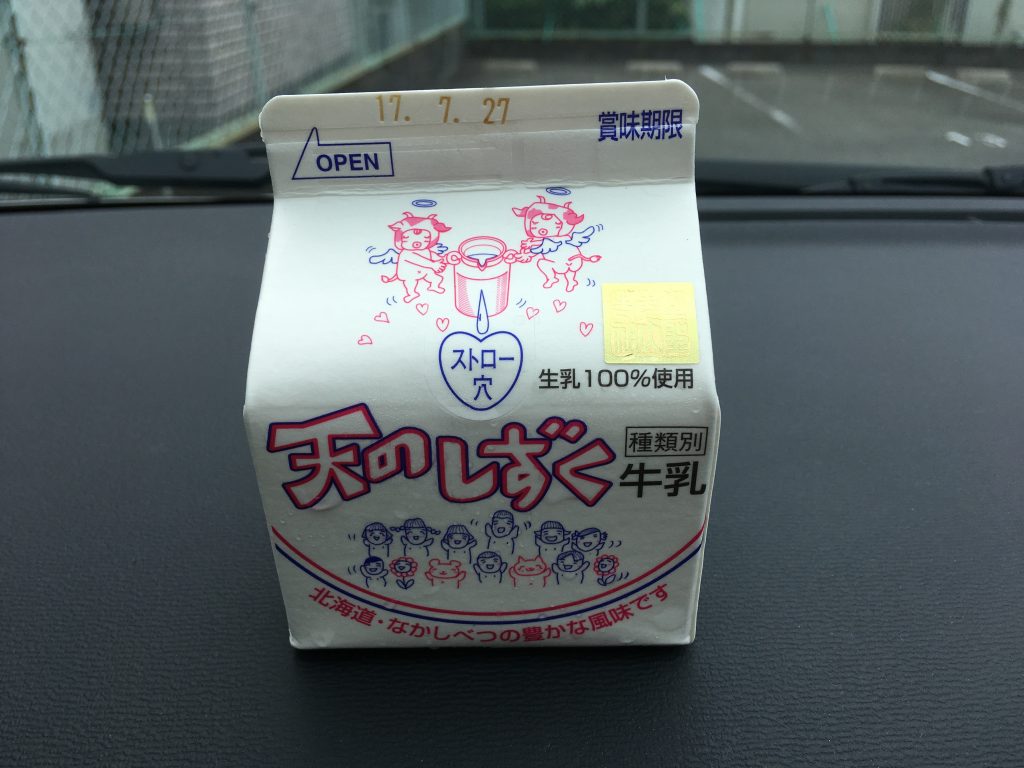 17. 7. 27
賞味期限
OPEN
ストロー
穴
生乳100%使用
天のしずく
種類別
牛乳
北海道・なかしべつの豊かな風味です